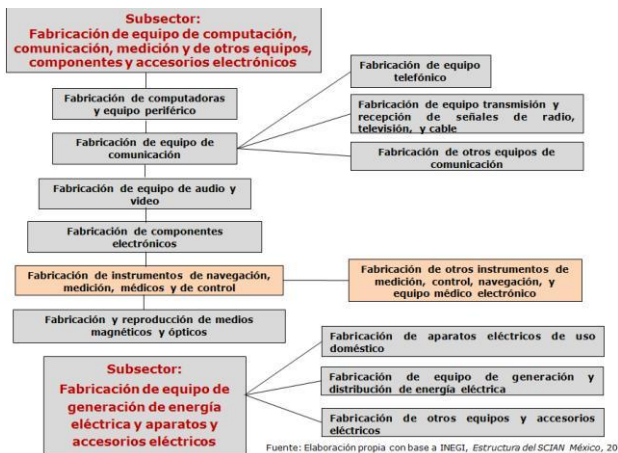 Subsector:
Fabricación de equipo de computación,
comunicación, medición y de otros equipos,
componentes y accesorios electrónicos
Fabricación de equipo
telefónico
Fabricación de computadoras
y equipo periférico
Fabricación de equipo transmisión y
recepción de señales de radio,
televisión, y cable
Fabricación de equipo de
comunicación
Fabricación de otros equipos de
comunicación
Fabricación de equipo de audio y
video
Fabricación de componentes
electrónicos
Fabricación de instrumentos de navegación,
medición, médicos y de control
Fabricación de otros instrumentos de
medición, control, navegación, y
equipo médico electrónico
Fabricación y reproducción de medios
magnéticos y ópticos
Subsector:
Fabricación de equipo de
generación de energía
eléctrica y aparatos y
accesorios eléctricos
Fabricación de aparatos eléctricos de uso
doméstico
Fabricación de equipo de generación y
distribución de energía eléctrica
Fabricación de otros equipos y accesorios
eléctricos
Fuente: Elaboración propia con base a INEGI, Estructura del SCIAN México, 20